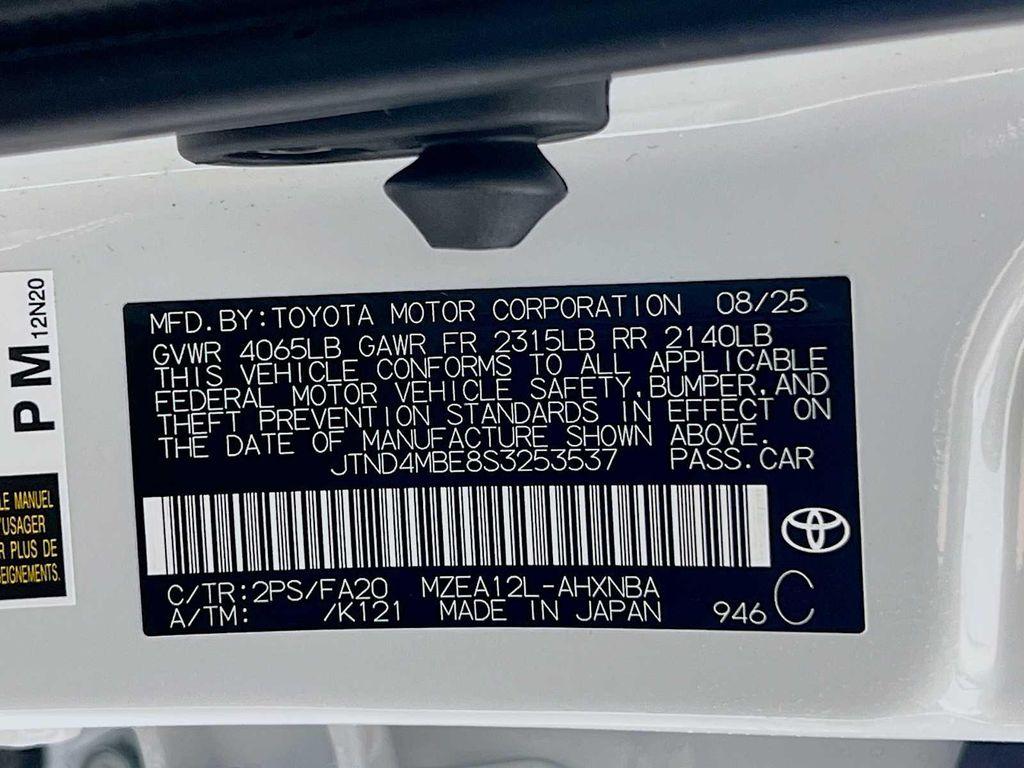 MFD.BY:TOYOTA MOTOR CORPORATION 08/25
GVWR 4065LB GAWR FR 2315LB RR 2140LB
THIS VEHICLE CONFORMS TO ALL APPLICABLE
FEDERAL MOTOR VEHICLE SAFETY,BUMPER,AND
THEFT PREVENTION STANDARDS IN EFFECT ON
THE DATE OF MANUFACTURE SHOWN ABOVE.
JTND4MBE8S3253537 PASS.CAR
C/TR:2PS/FA20 MZEA12L-AHXNBA
A/TM: /K121 MADE IN JAPAN 946 C
PM 12N20
LE MANUEL
'USAGER
R PLUS DE
EIGNEMENTS.